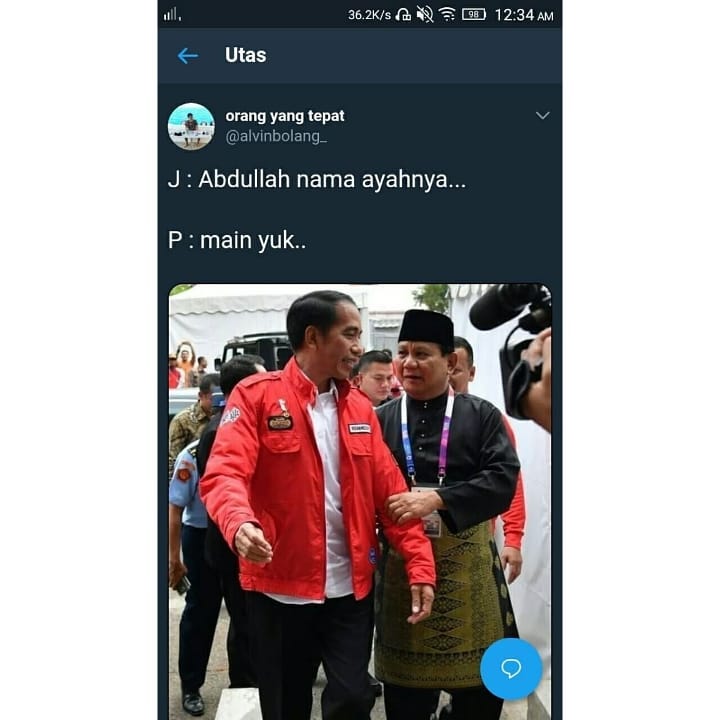 36.2K/s 98 12:34 AM
Utas
orang yang tepat
@alvinbolang_
J : Abdullah nama ayahnya...
P : main yuk..